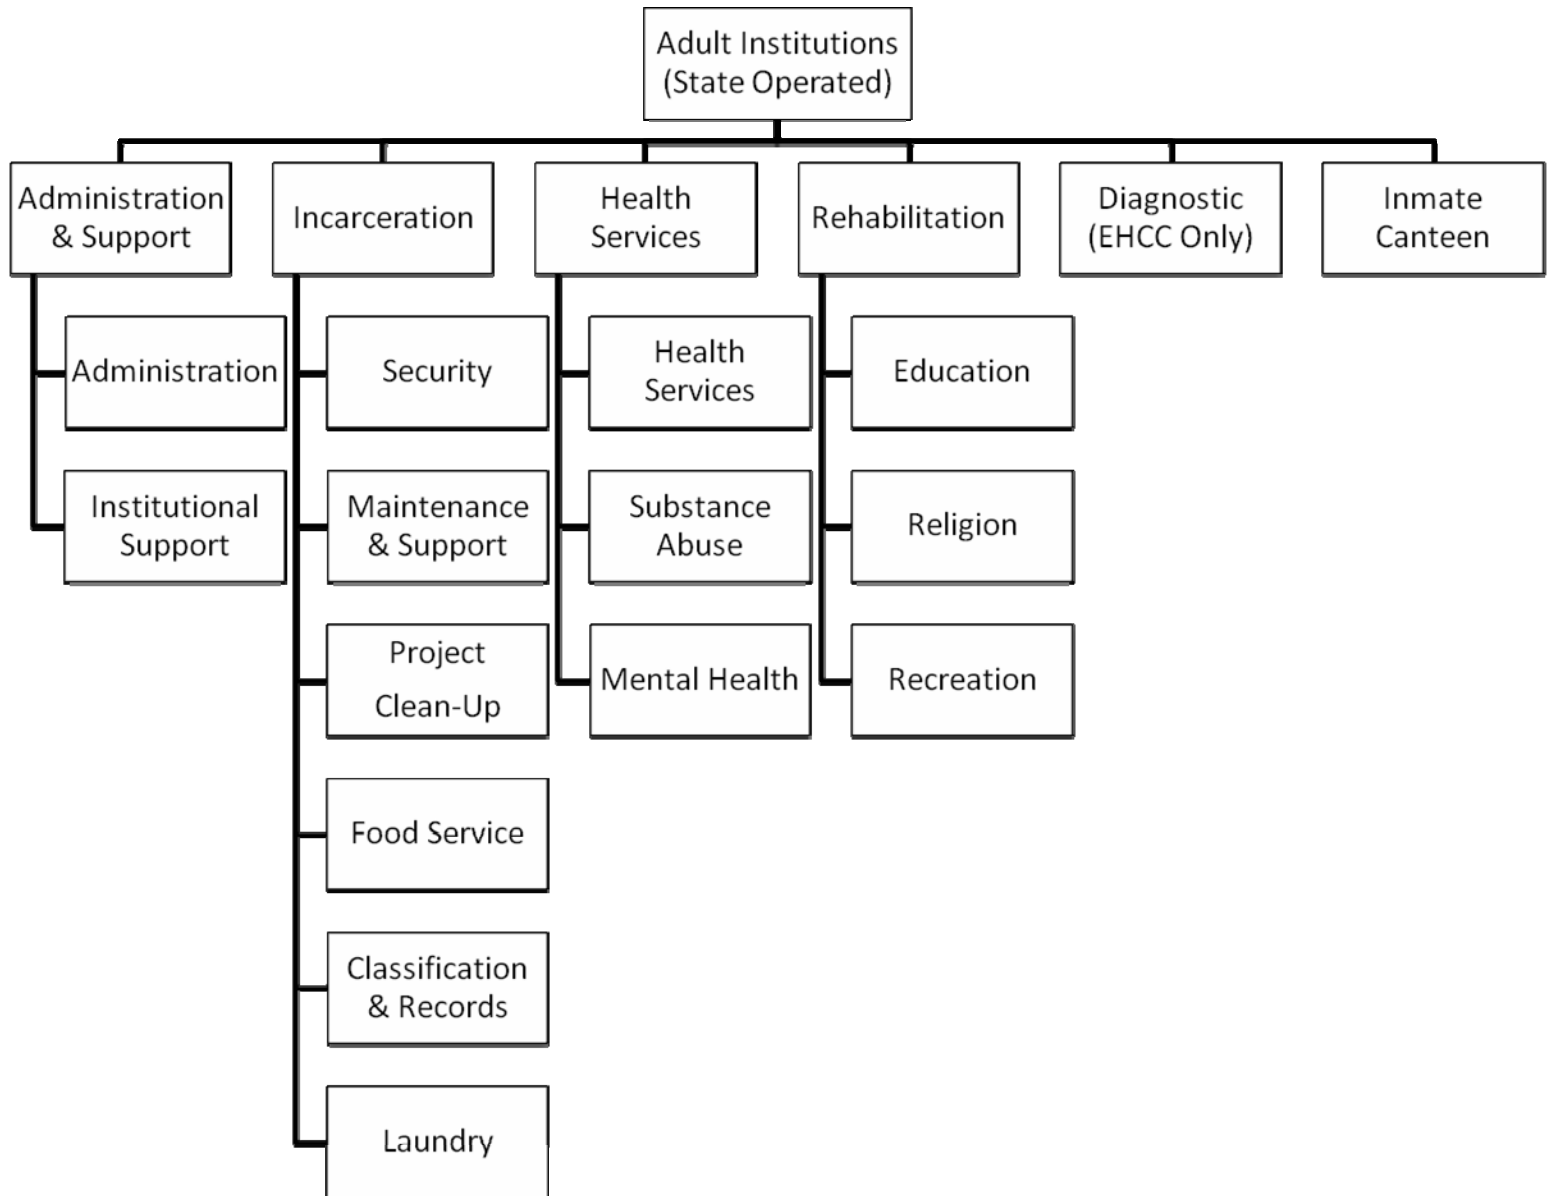 Adult Institutions
(State Operated)
Administration
& Support
Incarceration
Health
Services
Rehabilitation
Diagnostic
(EHCC Only)
Inmate
Canteen
Administration
Security
Health
Services
Education
Institutional
Support
Maintenance
& Support
Substance
Abuse
Religion
Project
Clean-Up
Mental Health
Recreation
Food Service
Classification
& Records
Laundry